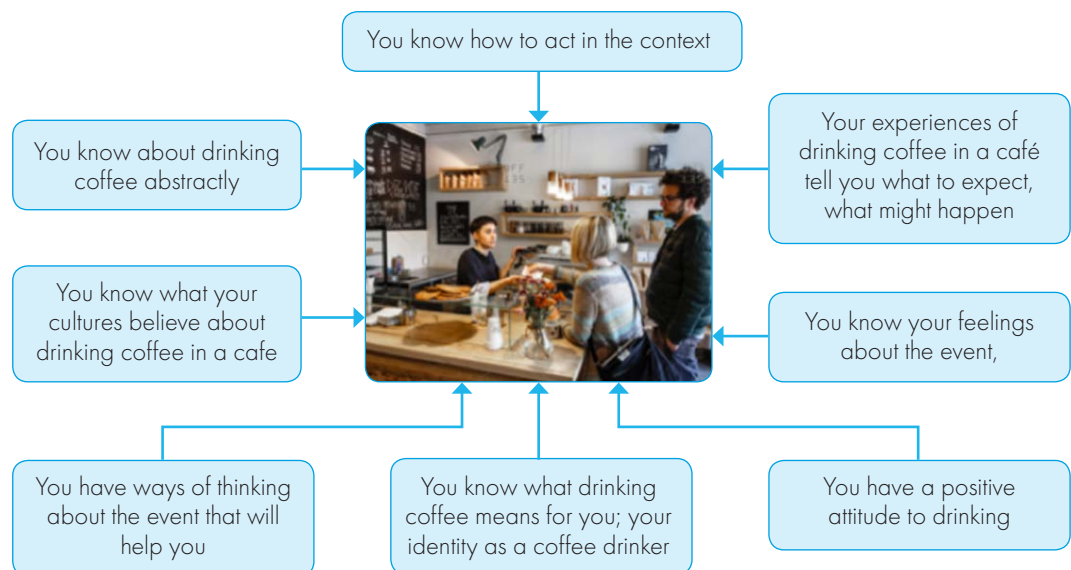 You know how to act in the context
You know about drinking
coffee abstractly
Your experiences of
drinking coffee in a café
tell you what to expect,
what might happen
You know what your
cultures believe about
drinking coffee in a cafe
You know your feelings
about the event,
You have ways of thinking
about the event that will
help you
You know what drinking
coffee means for you; your
identity as a coffee drinker
You have a positive
attitude to drinking